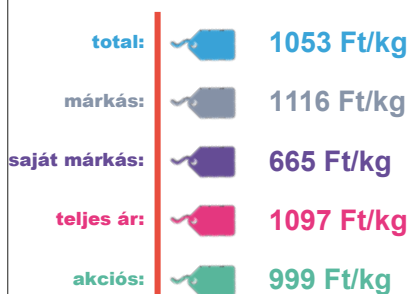 total: 1053 Ft/kg
márkás: 1116 Ft/kg
saját márkás: 665 Ft/kg
teljes ár: 1097 Ft/kg
akciós: 999 Ft/kg